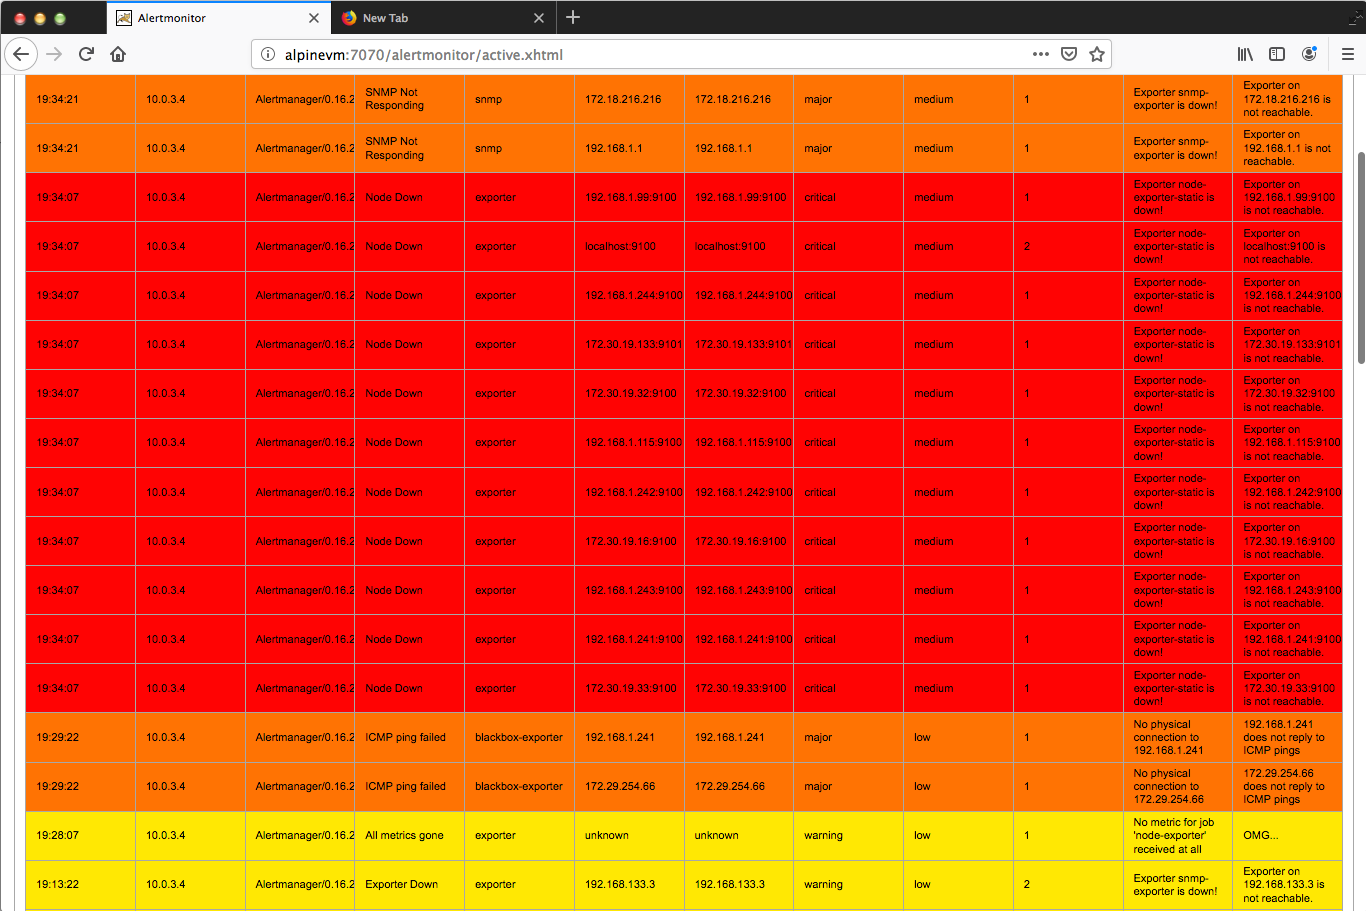 Alertmonitor
New Tab
alpinevm:7070/alertmonitor/active.xhtml
19:34:21 10.0.3.4 Alertmanager/0.16.2 SNMP Not Responding snmp 172.18.216.216 172.18.216.216 major medium 1 Exporter snmp-exporter is down! Exporter on 172.18.216.216 is not reachable.
19:34:21 10.0.3.4 Alertmanager/0.16.2 SNMP Not Responding snmp 192.168.1.1 192.168.1.1 major medium 1 Exporter snmp-exporter is down! Exporter on 192.168.1.1 is not reachable.
19:34:07 10.0.3.4 Alertmanager/0.16.2 Node Down exporter 192.168.1.99:9100 192.168.1.99:9100 critical medium 1 Exporter node-exporter-static is down! Exporter on 192.168.1.99:9100 is not reachable.
19:34:07 10.0.3.4 Alertmanager/0.16.2 Node Down exporter localhost:9100 localhost:9100 critical medium 2 Exporter node-exporter-static is down! Exporter on localhost:9100 is not reachable.
19:34:07 10.0.3.4 Alertmanager/0.16.2 Node Down exporter 192.168.1.244:9100 192.168.1.244:9100 critical medium 1 Exporter node-exporter-static is down! Exporter on 192.168.1.244:9100 is not reachable.
19:34:07 10.0.3.4 Alertmanager/0.16.2 Node Down exporter 172.30.19.133:9101 172.30.19.133:9101 critical medium 1 Exporter node-exporter-static is down! Exporter on 172.30.19.133:9101 is not reachable.
19:34:07 10.0.3.4 Alertmanager/0.16.2 Node Down exporter 172.30.19.32:9100 172.30.19.32:9100 critical medium 1 Exporter node-exporter-static is down! Exporter on 172.30.19.32:9100 is not reachable.
19:34:07 10.0.3.4 Alertmanager/0.16.2 Node Down exporter 192.168.1.115:9100 192.168.1.115:9100 critical medium 1 Exporter node-exporter-static is down! Exporter on 192.168.1.115:9100 is not reachable.
19:34:07 10.0.3.4 Alertmanager/0.16.2 Node Down exporter 192.168.1.242:9100 192.168.1.242:9100 critical medium 1 Exporter node-exporter-static is down! Exporter on 192.168.1.242:9100 is not reachable.
19:34:07 10.0.3.4 Alertmanager/0.16.2 Node Down exporter 172.30.19.16:9100 172.30.19.16:9100 critical medium 1 Exporter node-exporter-static is down! Exporter on 172.30.19.16:9100 is not reachable.
19:34:07 10.0.3.4 Alertmanager/0.16.2 Node Down exporter 192.168.1.243:9100 192.168.1.243:9100 critical medium 1 Exporter node-exporter-static is down! Exporter on 192.168.1.243:9100 is not reachable.
19:34:07 10.0.3.4 Alertmanager/0.16.2 Node Down exporter 192.168.1.241:9100 192.168.1.241:9100 critical medium 1 Exporter node-exporter-static is down! Exporter on 192.168.1.241:9100 is not reachable.
19:34:07 10.0.3.4 Alertmanager/0.16.2 Node Down exporter 172.30.19.33:9100 172.30.19.33:9100 critical medium 1 Exporter node-exporter-static is down! Exporter on 172.30.19.33:9100 is not reachable.
19:29:22 10.0.3.4 Alertmanager/0.16.2 ICMP ping failed blackbox-exporter 192.168.1.241 192.168.1.241 major low 1 No physical connection to 192.168.1.241 192.168.1.241 does not reply to ICMP pings
19:29:22 10.0.3.4 Alertmanager/0.16.2 ICMP ping failed blackbox-exporter 172.29.254.66 172.29.254.66 major low 1 No physical connection to 172.29.254.66 172.29.254.66 does not reply to ICMP pings
19:28:07 10.0.3.4 Alertmanager/0.16.2 All metrics gone exporter unknown unknown warning low 1 No metric for job 'node-exporter' received at all OMG...
19:13:22 10.0.3.4 Alertmanager/0.16.2 Exporter Down exporter 192.168.133.3 192.168.133.3 warning low 2 Exporter snmp-exporter is down! Exporter on 192.168.133.3 is not reachable.